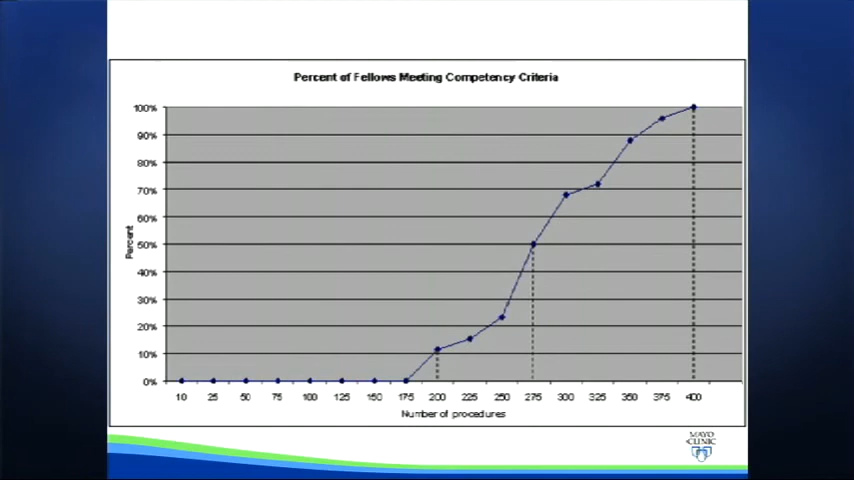 Percent of Fellows Meeting Competency Criteria
100%
90%
80%
70%
60%
50%
40%
30%
20%
10%
0%
Percent
10 25 50 75 100 125 150 175 200 225 250 275 300 325 350 375 400
Number of procedures
MAYO
CLINIC